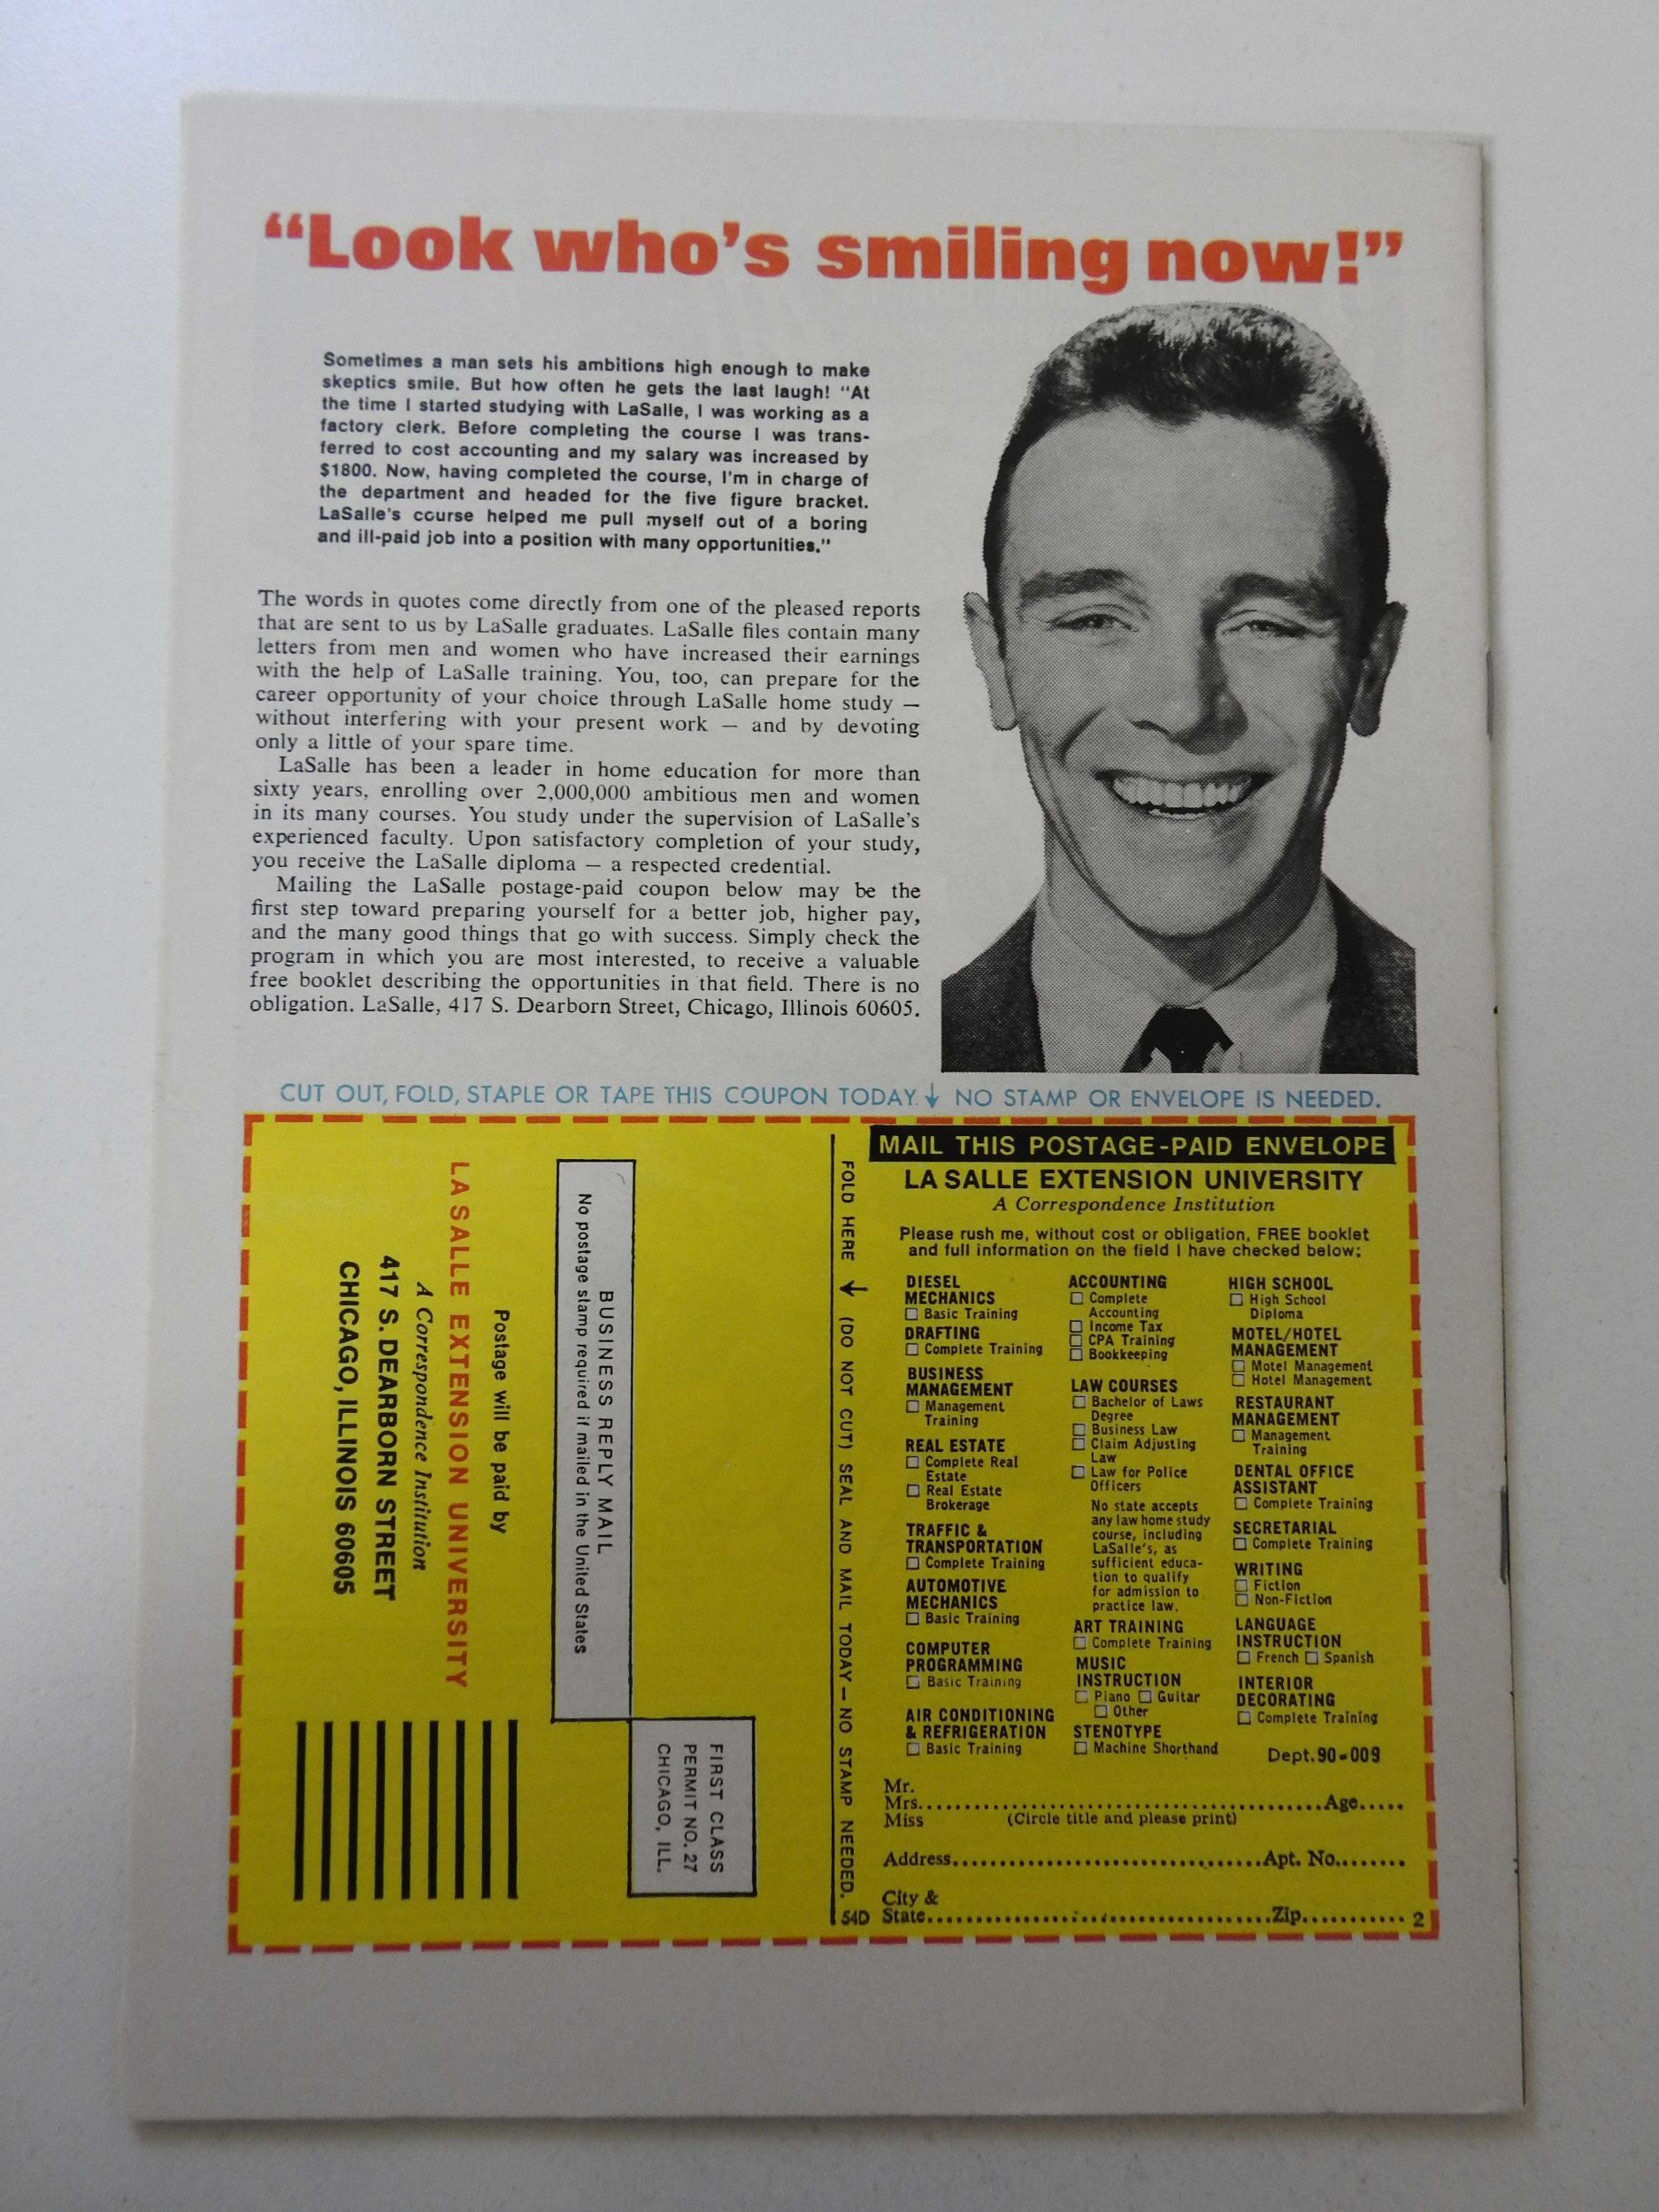 “Look who’s smiling now!”
Sometimes a man sets his ambitions high enough to make
skeptics smile. But how often he gets the last laugh! “At
the time I started studying with LaSalle, I was working as a
factory clerk. Before completing the course I was trans-
ferred to cost accounting and my salary was increased by
$1800. Now, having completed the course, I’m in charge of
the department and headed for the five figure bracket.
LaSalle’s course helped me pull myself out of a boring
and ill-paid job into a position with many opportunities.”
The words in quotes come directly from one of the pleased reports
that are sent to us by LaSalle graduates. LaSalle files contain many
letters from men and women who have increased their earnings
with the help of LaSalle training. You, too, can prepare for the
career opportunity of your choice through LaSalle home study —
without interfering with your present work — and by devoting
only a little of your spare time.
LaSalle has been a leader in home education for more than
sixty years, enrolling over 2,000,000 ambitious men and women
in its many courses. You study under the supervision of LaSalle’s
experienced faculty. Upon satisfactory completion of your study,
you receive the LaSalle diploma — a respected credential.
Mailing the LaSalle postage-paid coupon below may be the
first step toward preparing yourself for a better job, higher pay,
and the many good things that go with success. Simply check the
program in which you are most interested, to receive a valuable
free booklet describing the opportunities in that field. There is no
obligation. LaSalle, 417 S. Dearborn Street, Chicago, Illinois 60605.
CUT OUT, FOLD, STAPLE OR TAPE THIS COUPON TODAY. ↓ NO STAMP OR ENVELOPE IS NEEDED.
FIRST CLASS
PERMIT NO. 27
CHICAGO, ILL.
BUSINESS REPLY MAIL
No postage stamp required if mailed in the United States
Postage will be paid by
LA SALLE EXTENSION UNIVERSITY
A Correspondence Institution
417 S. DEARBORN STREET
CHICAGO, ILLINOIS 60605
FOLD HERE → (DO NOT CUT) SEAL AND MAIL TODAY — NO STAMP NEEDED.
54D
MAIL THIS POSTAGE-PAID ENVELOPE
LA SALLE EXTENSION UNIVERSITY
A Correspondence Institution
Please rush me, without cost or obligation, FREE booklet
and full information on the field I have checked below:
DIESEL
MECHANICS
☐ Basic Training
DRAFTING
☐ Complete Training
BUSINESS
MANAGEMENT
☐ Management
Training
REAL ESTATE
☐ Complete Real
Estate
☐ Real Estate
Brokerage
TRAFFIC &
TRANSPORTATION
☐ Complete Training
AUTOMOTIVE
MECHANICS
☐ Basic Training
COMPUTER
PROGRAMMING
☐ Basic Training
AIR CONDITIONING
& REFRIGERATION
☐ Basic Training
ACCOUNTING
☐ Complete
Accounting
☐ Income Tax
☐ CPA Training
☐ Bookkeeping
LAW COURSES
☐ Bachelor of Laws
Degree
☐ Business Law
☐ Claim Adjusting
Law
☐ Law for Police
Officers
No state accepts
any law home study
course, including
LaSalle’s, as
sufficient educa-
tion to qualify
for admission to
practice law.
ART TRAINING
☐ Complete Training
MUSIC
INSTRUCTION
☐ Piano ☐ Guitar
☐ Other
STENOTYPE
☐ Machine Shorthand
HIGH SCHOOL
☐ High School
Diploma
MOTEL/HOTEL
MANAGEMENT
☐ Motel Management
☐ Hotel Management
RESTAURANT
MANAGEMENT
☐ Management
Training
DENTAL OFFICE
ASSISTANT
☐ Complete Training
SECRETARIAL
☐ Complete Training
WRITING
☐ Fiction
☐ Non-Fiction
LANGUAGE
INSTRUCTION
☐ French ☐ Spanish
INTERIOR
DECORATING
☐ Complete Training
Dept. 90-009
Mr.
Mrs. Age
Miss (Circle title and please print)
Address Apt. No.
City &
State Zip 2